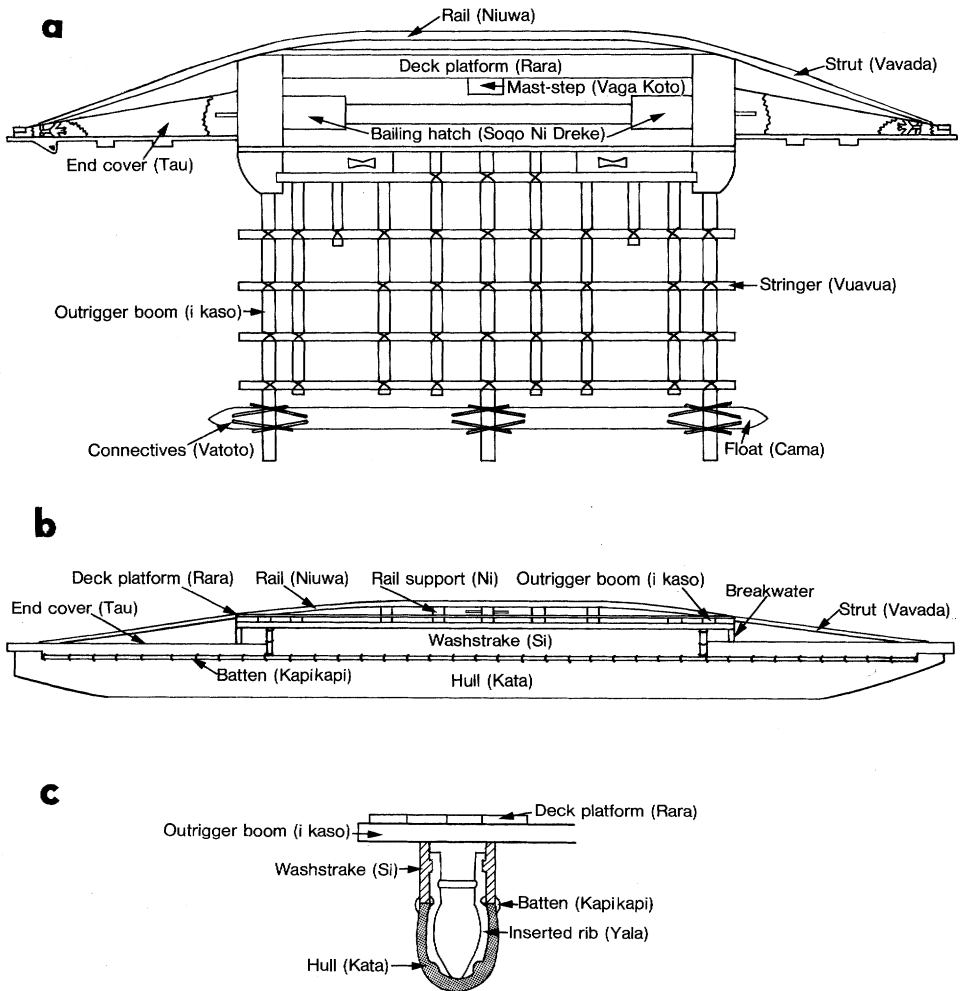 a
Rail (Niuwa)
Strut (Vavada)
Deck platform (Rara)
Mast-step (Vaga Koto)
Bailing hatch (Soqo Ni Dreke)
End cover (Tau)
Stringer (Vuavua)
Outrigger boom (i kaso)
Connectives (Vatoto)
Float (Cama)
b
Deck platform (Rara)
Rail (Niuwa)
Rail support (Ni)
Outrigger boom (i kaso)
Breakwater
End cover (Tau)
Strut (Vavada)
Washstrake (Si)
Batten (Kapikapi)
Hull (Kata)
c
Deck platform (Rara)
Outrigger boom (i kaso)
Washstrake (Si)
Batten (Kapikapi)
Inserted rib (Yala)
Hull (Kata)